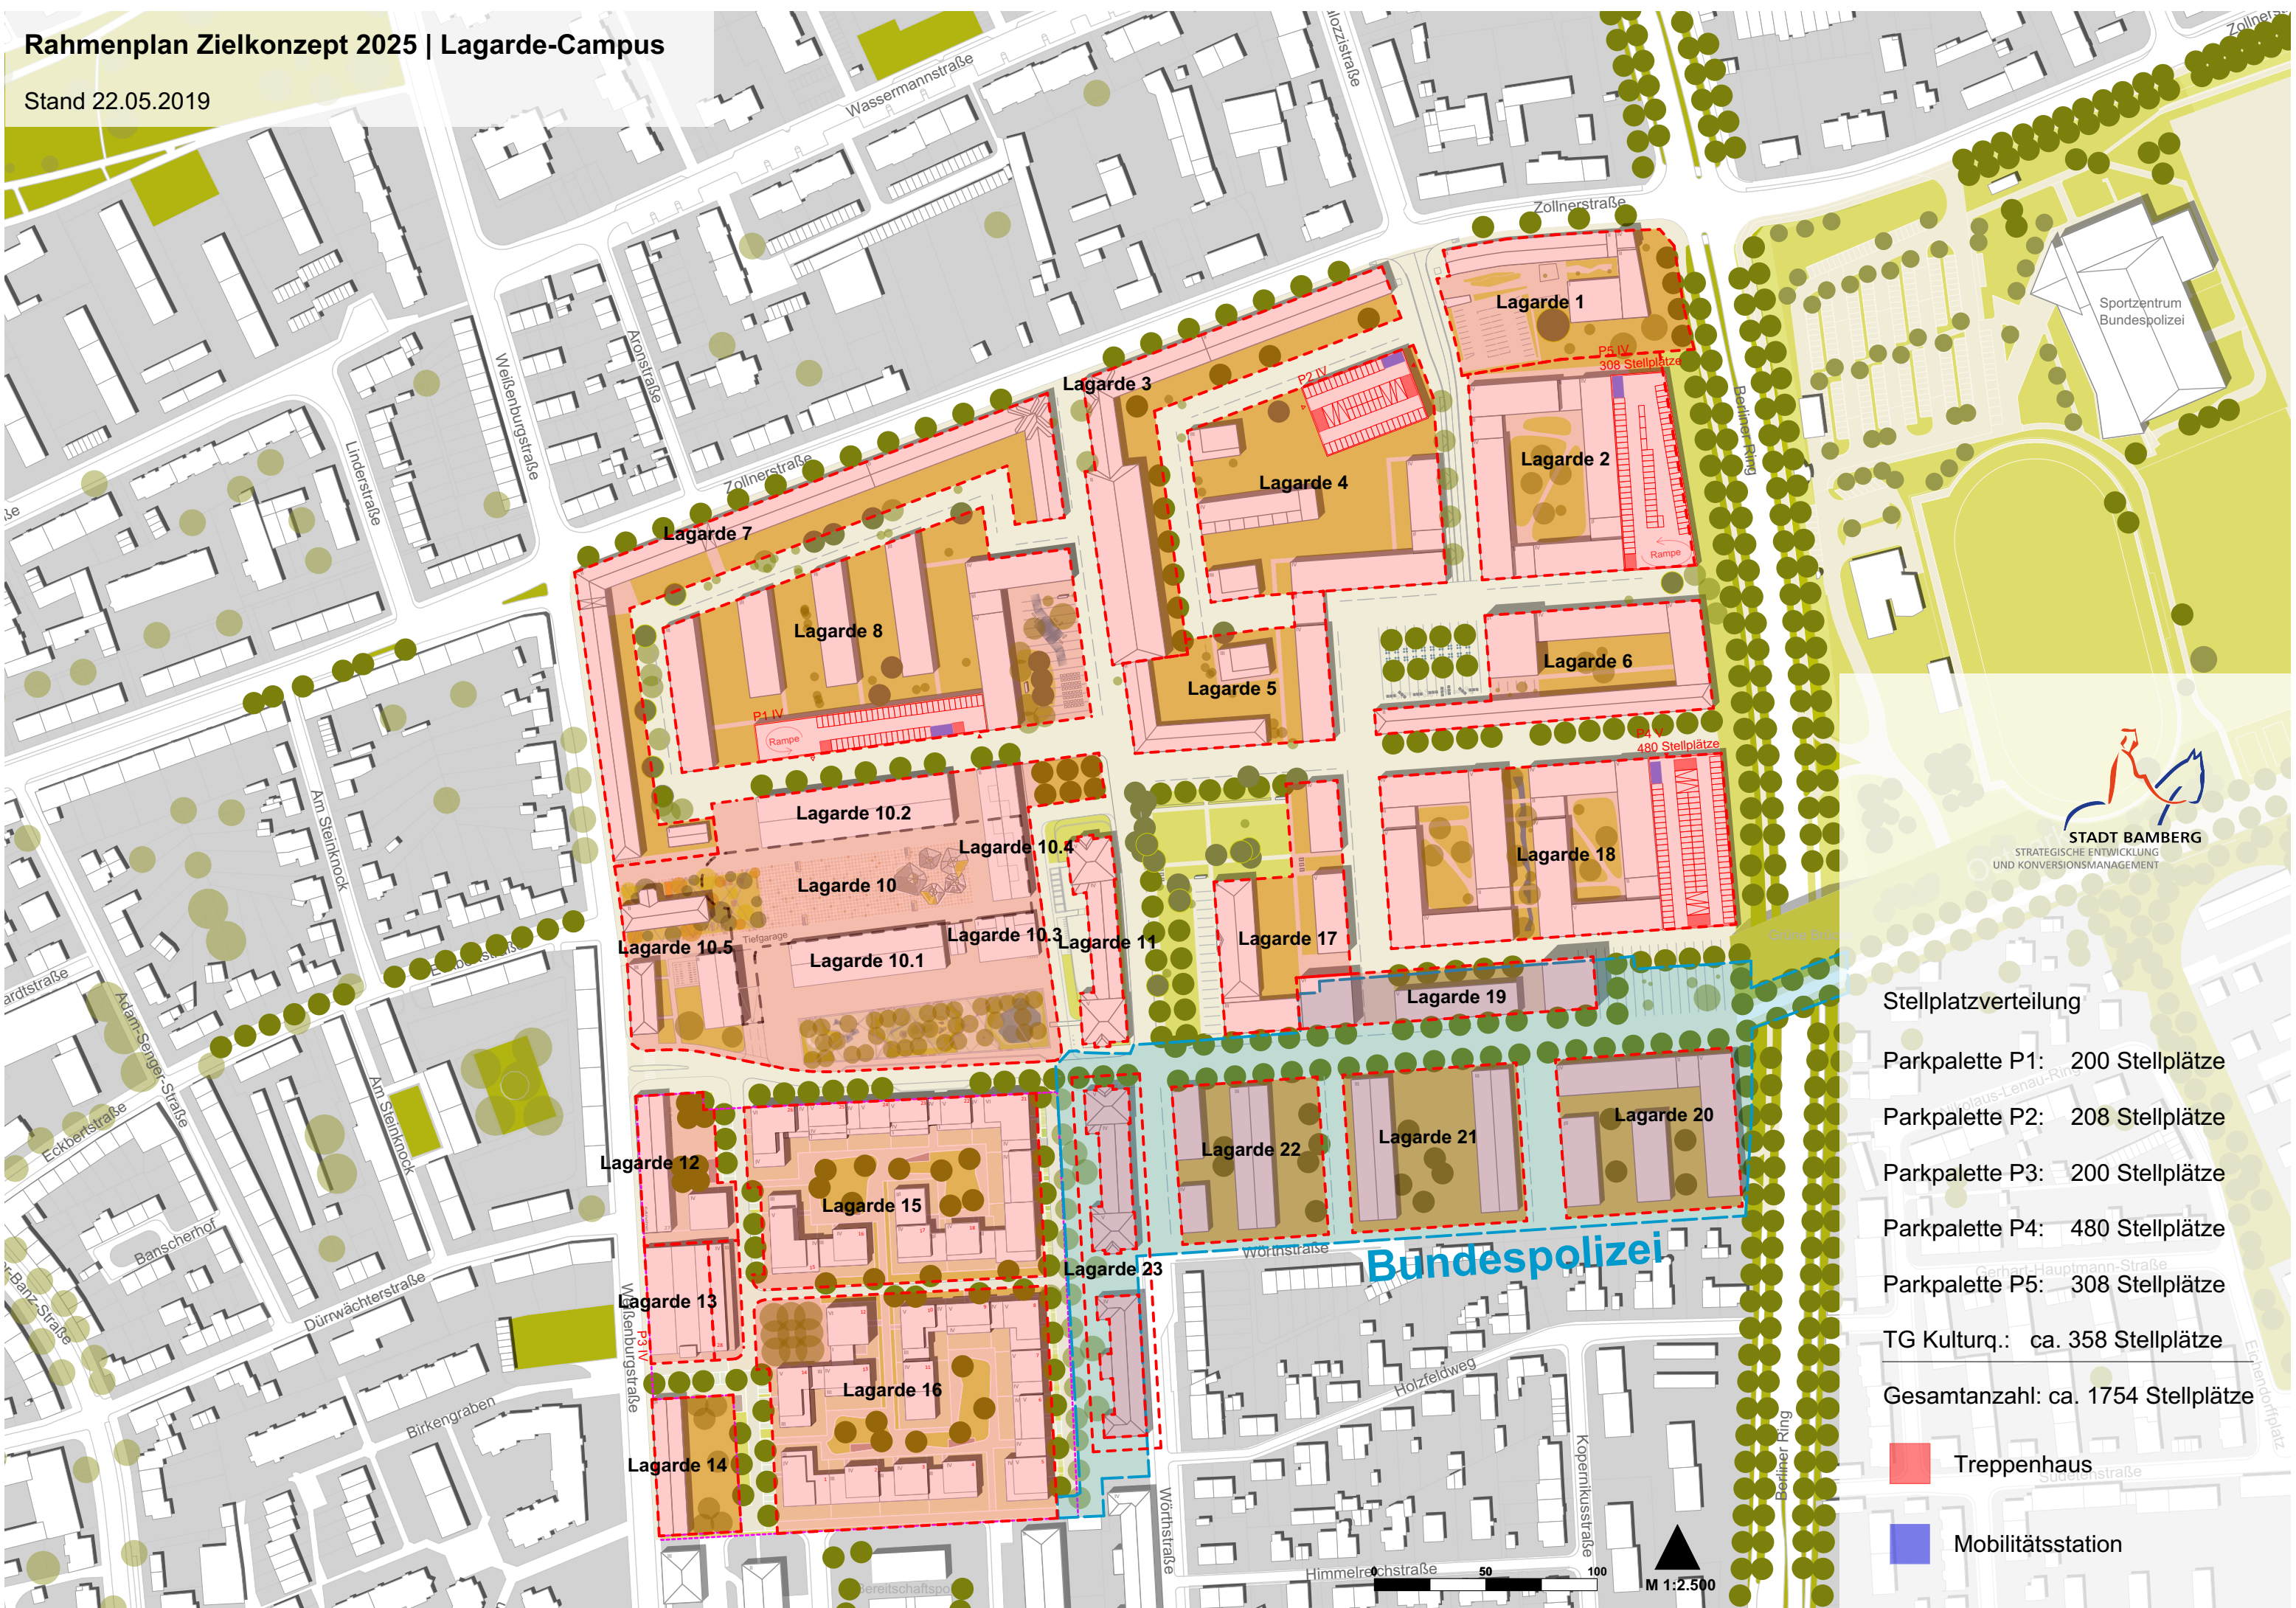 Rahmenplan Zielkonzept 2025 | Lagarde-Campus
Stand 22.05.2019
Wassermannstraße
Zollnerstraße
Sportzentrum
Bundespolizei
Weißenburgstraße
Aronstraße
Linderstraße
Zollnerstraße
Berliner Ring
Lagarde 1
P5 IV
308 Stellplätze
Lagarde 3
P2 IV
Lagarde 2
Lagarde 4
Rampe
Lagarde 7
Lagarde 8
Lagarde 6
Lagarde 5
P1 IV
Rampe
P4 V
480 Stellplätze
Am Steinknock
Lagarde 10.2
Lagarde 10.4
Lagarde 10
Lagarde 18
Tiefgarage
Lagarde 10.3
Lagarde 11
Lagarde 17
Lagarde 10.5
Lagarde 10.1
Lagarde 19
STADT BAMBERG
STRATEGISCHE ENTWICKLUNG
UND KONVERSIONSMANAGEMENT
Adam-Senger-Straße
Eckbertstraße
Am Steinknock
Banscherhof
Dürrwächterstraße
Birkengraben
Weißenburgstraße
Lagarde 12
Lagarde 15
Lagarde 22
Lagarde 21
Lagarde 20
Wörthstraße
Bundespolizei
Lagarde 23
Lagarde 13
P3 IV
Lagarde 16
Lagarde 14
Holzfeldweg
Kopernikusstraße
Wörthstraße
Himmelreichstraße
Berliner Ring
0 50 100
M 1:2.500
Stellplatzverteilung
Parkpalette P1: 200 Stellplätze
Parkpalette P2: 208 Stellplätze
Parkpalette P3: 200 Stellplätze
Parkpalette P4: 480 Stellplätze
Parkpalette P5: 308 Stellplätze
TG Kulturq.: ca. 358 Stellplätze
Gesamtanzahl: ca. 1754 Stellplätze
Treppenhaus
Mobilitätsstation
Gerhart-Hauptmann-Straße
Sudetenstraße
Eichendorffplatz